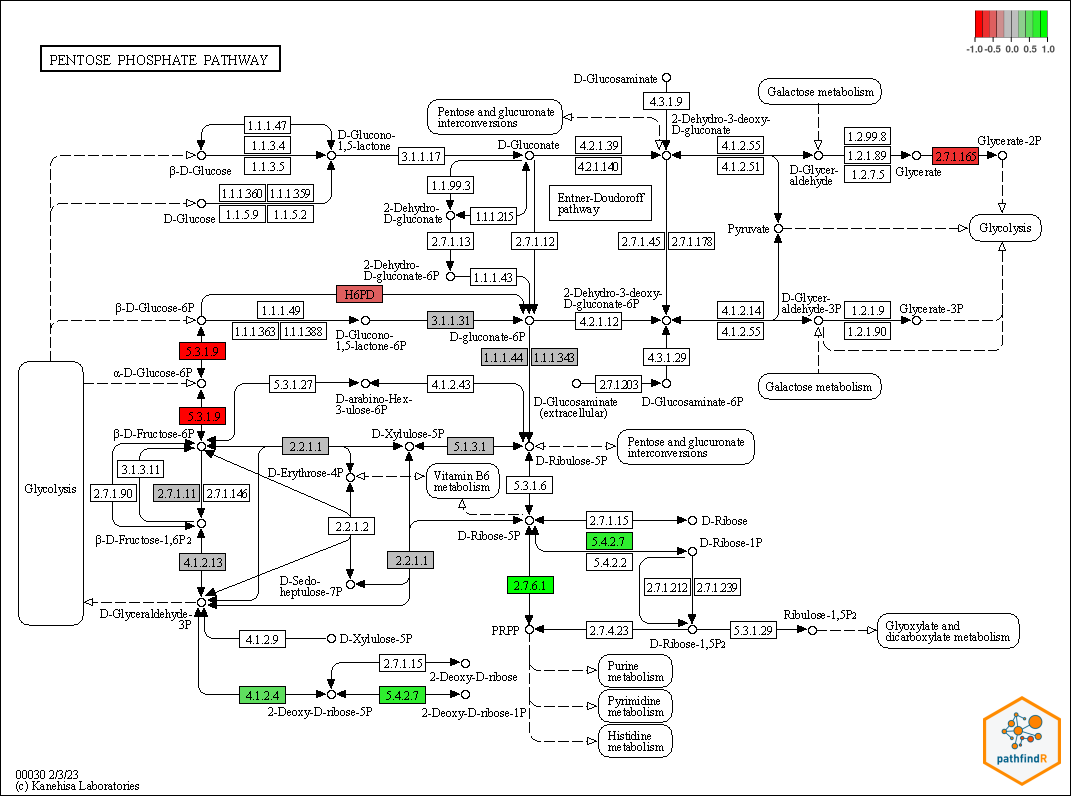 -1.0 -0.5 0.0 0.5 1.0
PENTOSE PHOSPHATE PATHWAY
D-Glucosaminate
4.3.1.9
Galactose metabolism
Pentose and glucuronate
interconversions
2-Dehydro-3-deoxy-
D-gluconate
1.1.1.47
1.1.3.4
1.1.3.5
D-Glucono-
1,5-lactone
3.1.1.17
D-Gluconate
4.2.1.39
4.2.1.140
4.1.2.55
4.1.2.51
D-Glycer-
aldehyde
1.2.99.8
1.2.1.89
1.2.7.5
Glycerate
2.7.1.165
Glycerate-2P
β-D-Glucose
1.1.1.360
1.1.1.359
1.1.5.9
1.1.5.2
D-Glucose
1.1.99.3
2-Dehydro-
D-gluconate
1.1.1.215
Entner-Doudoroff
pathway
Pyruvate
Glycolysis
2.7.1.13
2.7.1.12
2.7.1.45
2.7.1.178
2-Dehydro-
D-gluconate-6P
1.1.1.43
2-Dehydro-3-deoxy-
D-gluconate-6P
D-Glycer-
aldehyde-3P
β-D-Glucose-6P
H6PD
1.1.1.49
1.1.1.363
1.1.1.388
D-Glucono-
1,5-lactone-6P
3.1.1.31
D-gluconate-6P
4.2.1.12
4.1.2.14
4.1.2.55
1.2.1.9
1.2.1.90
Glycerate-3P
5.3.1.9
1.1.1.44
1.1.1.343
4.3.1.29
α-D-Glucose-6P
5.3.1.27
D-arabino-Hex-
3-ulose-6P
4.1.2.43
D-Glucosaminate
(extracellular)
2.7.1.203
D-Glucosaminate-6P
Galactose metabolism
5.3.1.9
β-D-Fructose-6P
2.2.1.1
D-Xylulose-5P
5.1.3.1
D-Ribulose-5P
Pentose and glucuronate
interconversions
3.1.3.11
2.7.1.90
2.7.1.11
2.7.1.146
D-Erythrose-4P
Vitamin B6
metabolism
5.3.1.6
Glycolysis
β-D-Fructose-1,6P2
2.2.1.2
D-Ribose-5P
2.7.1.15
D-Ribose
5.4.2.7
5.4.2.2
D-Ribose-1P
4.1.2.13
2.2.1.1
D-Sedo-
heptulose-7P
2.7.6.1
2.7.1.212
2.7.1.239
D-Glyceraldehyde-
3P
PRPP
2.7.4.23
D-Ribose-1,5P2
5.3.1.29
Ribulose-1,5P2
Glyoxylate and
dicarboxylate metabolism
4.1.2.9
D-Xylulose-5P
2.7.1.15
2-Deoxy-D-ribose
4.1.2.4
2-Deoxy-D-ribose-5P
5.4.2.7
2-Deoxy-D-ribose-1P
Purine
metabolism
Pyrimidine
metabolism
Histidine
metabolism
pathfindR
00030 2/3/23
(c) Kanehisa Laboratories